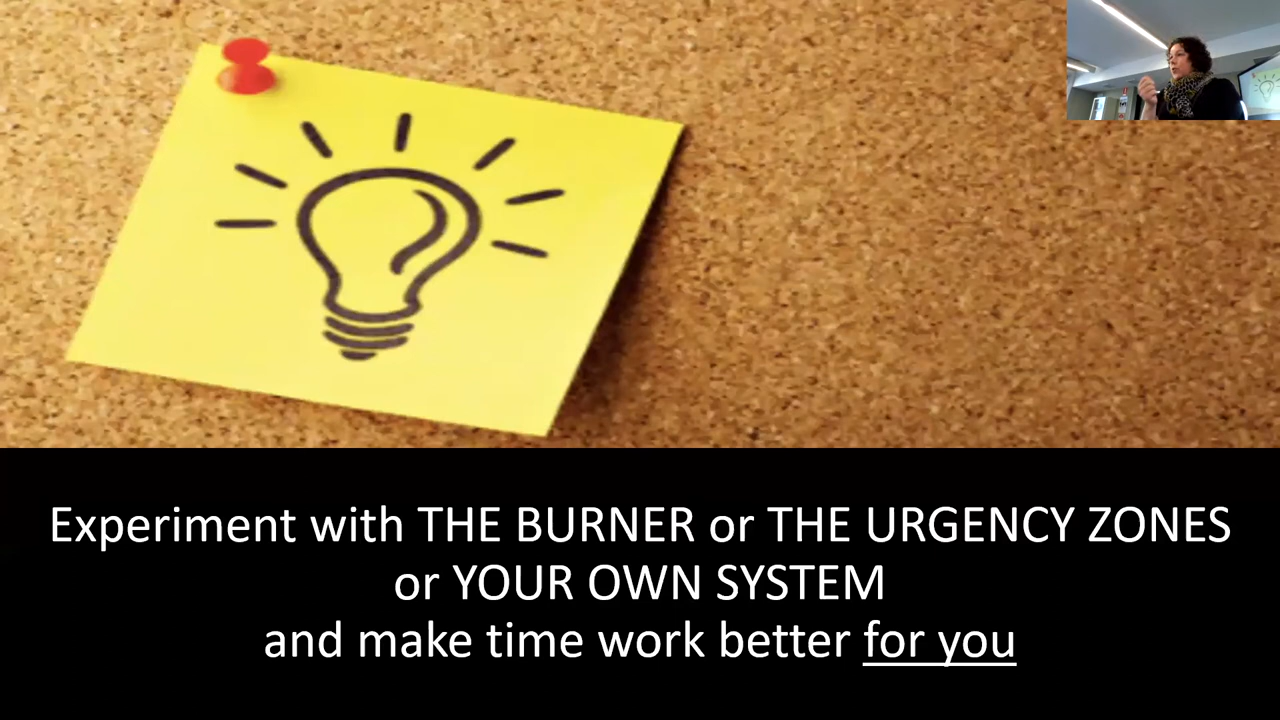 Experiment with THE BURNER or THE URGENCY ZONES
or YOUR OWN SYSTEM
and make time work better for you